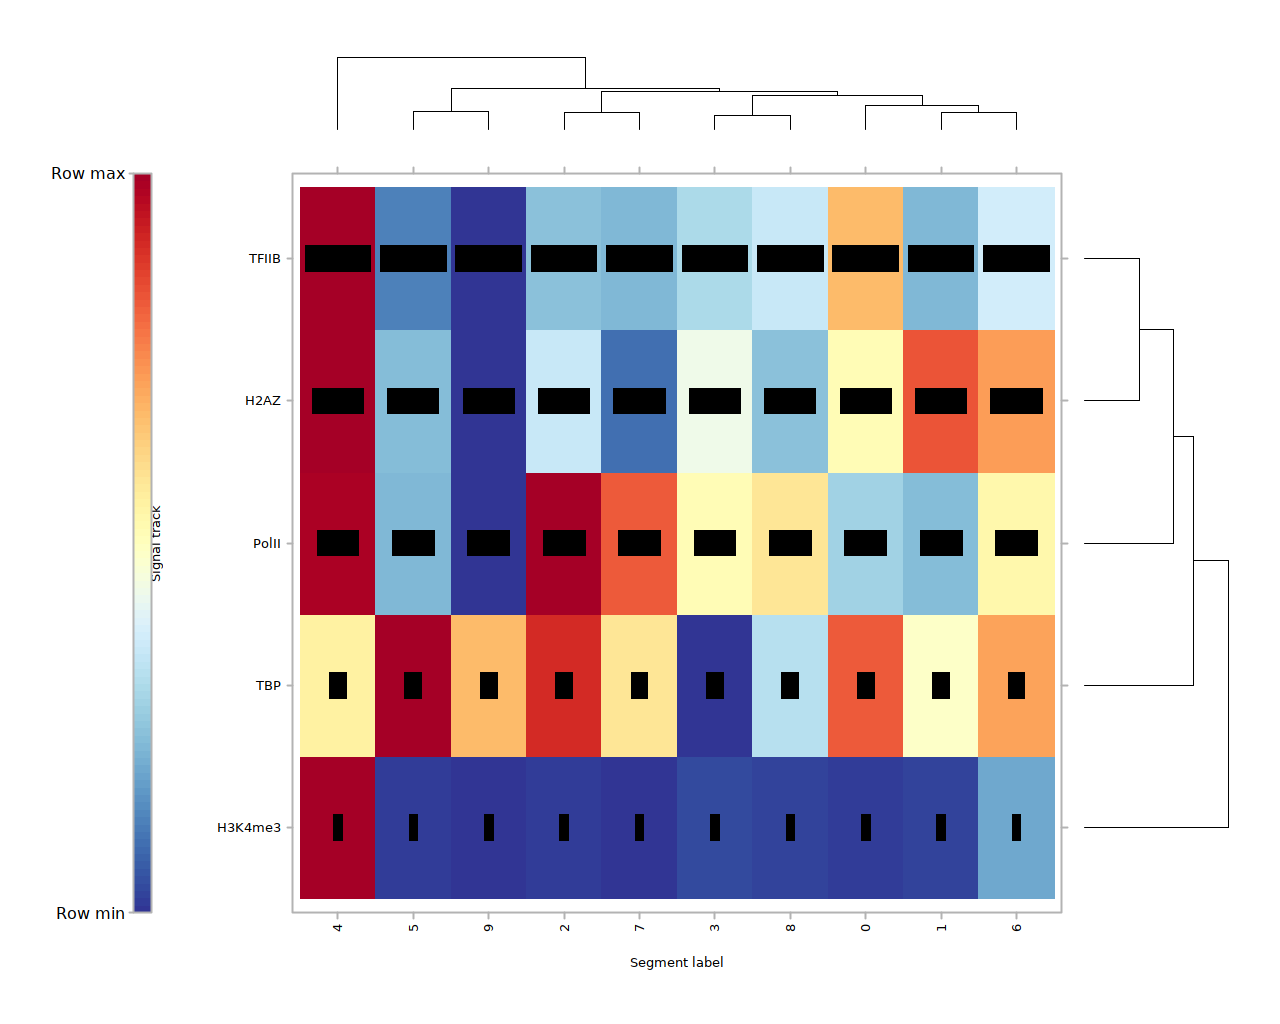 Row max
Row min
Signal track
TFIIB
H2AZ
PolII
TBP
H3K4me3
4 5 9 2 7 3 8 0 1 6
Segment label